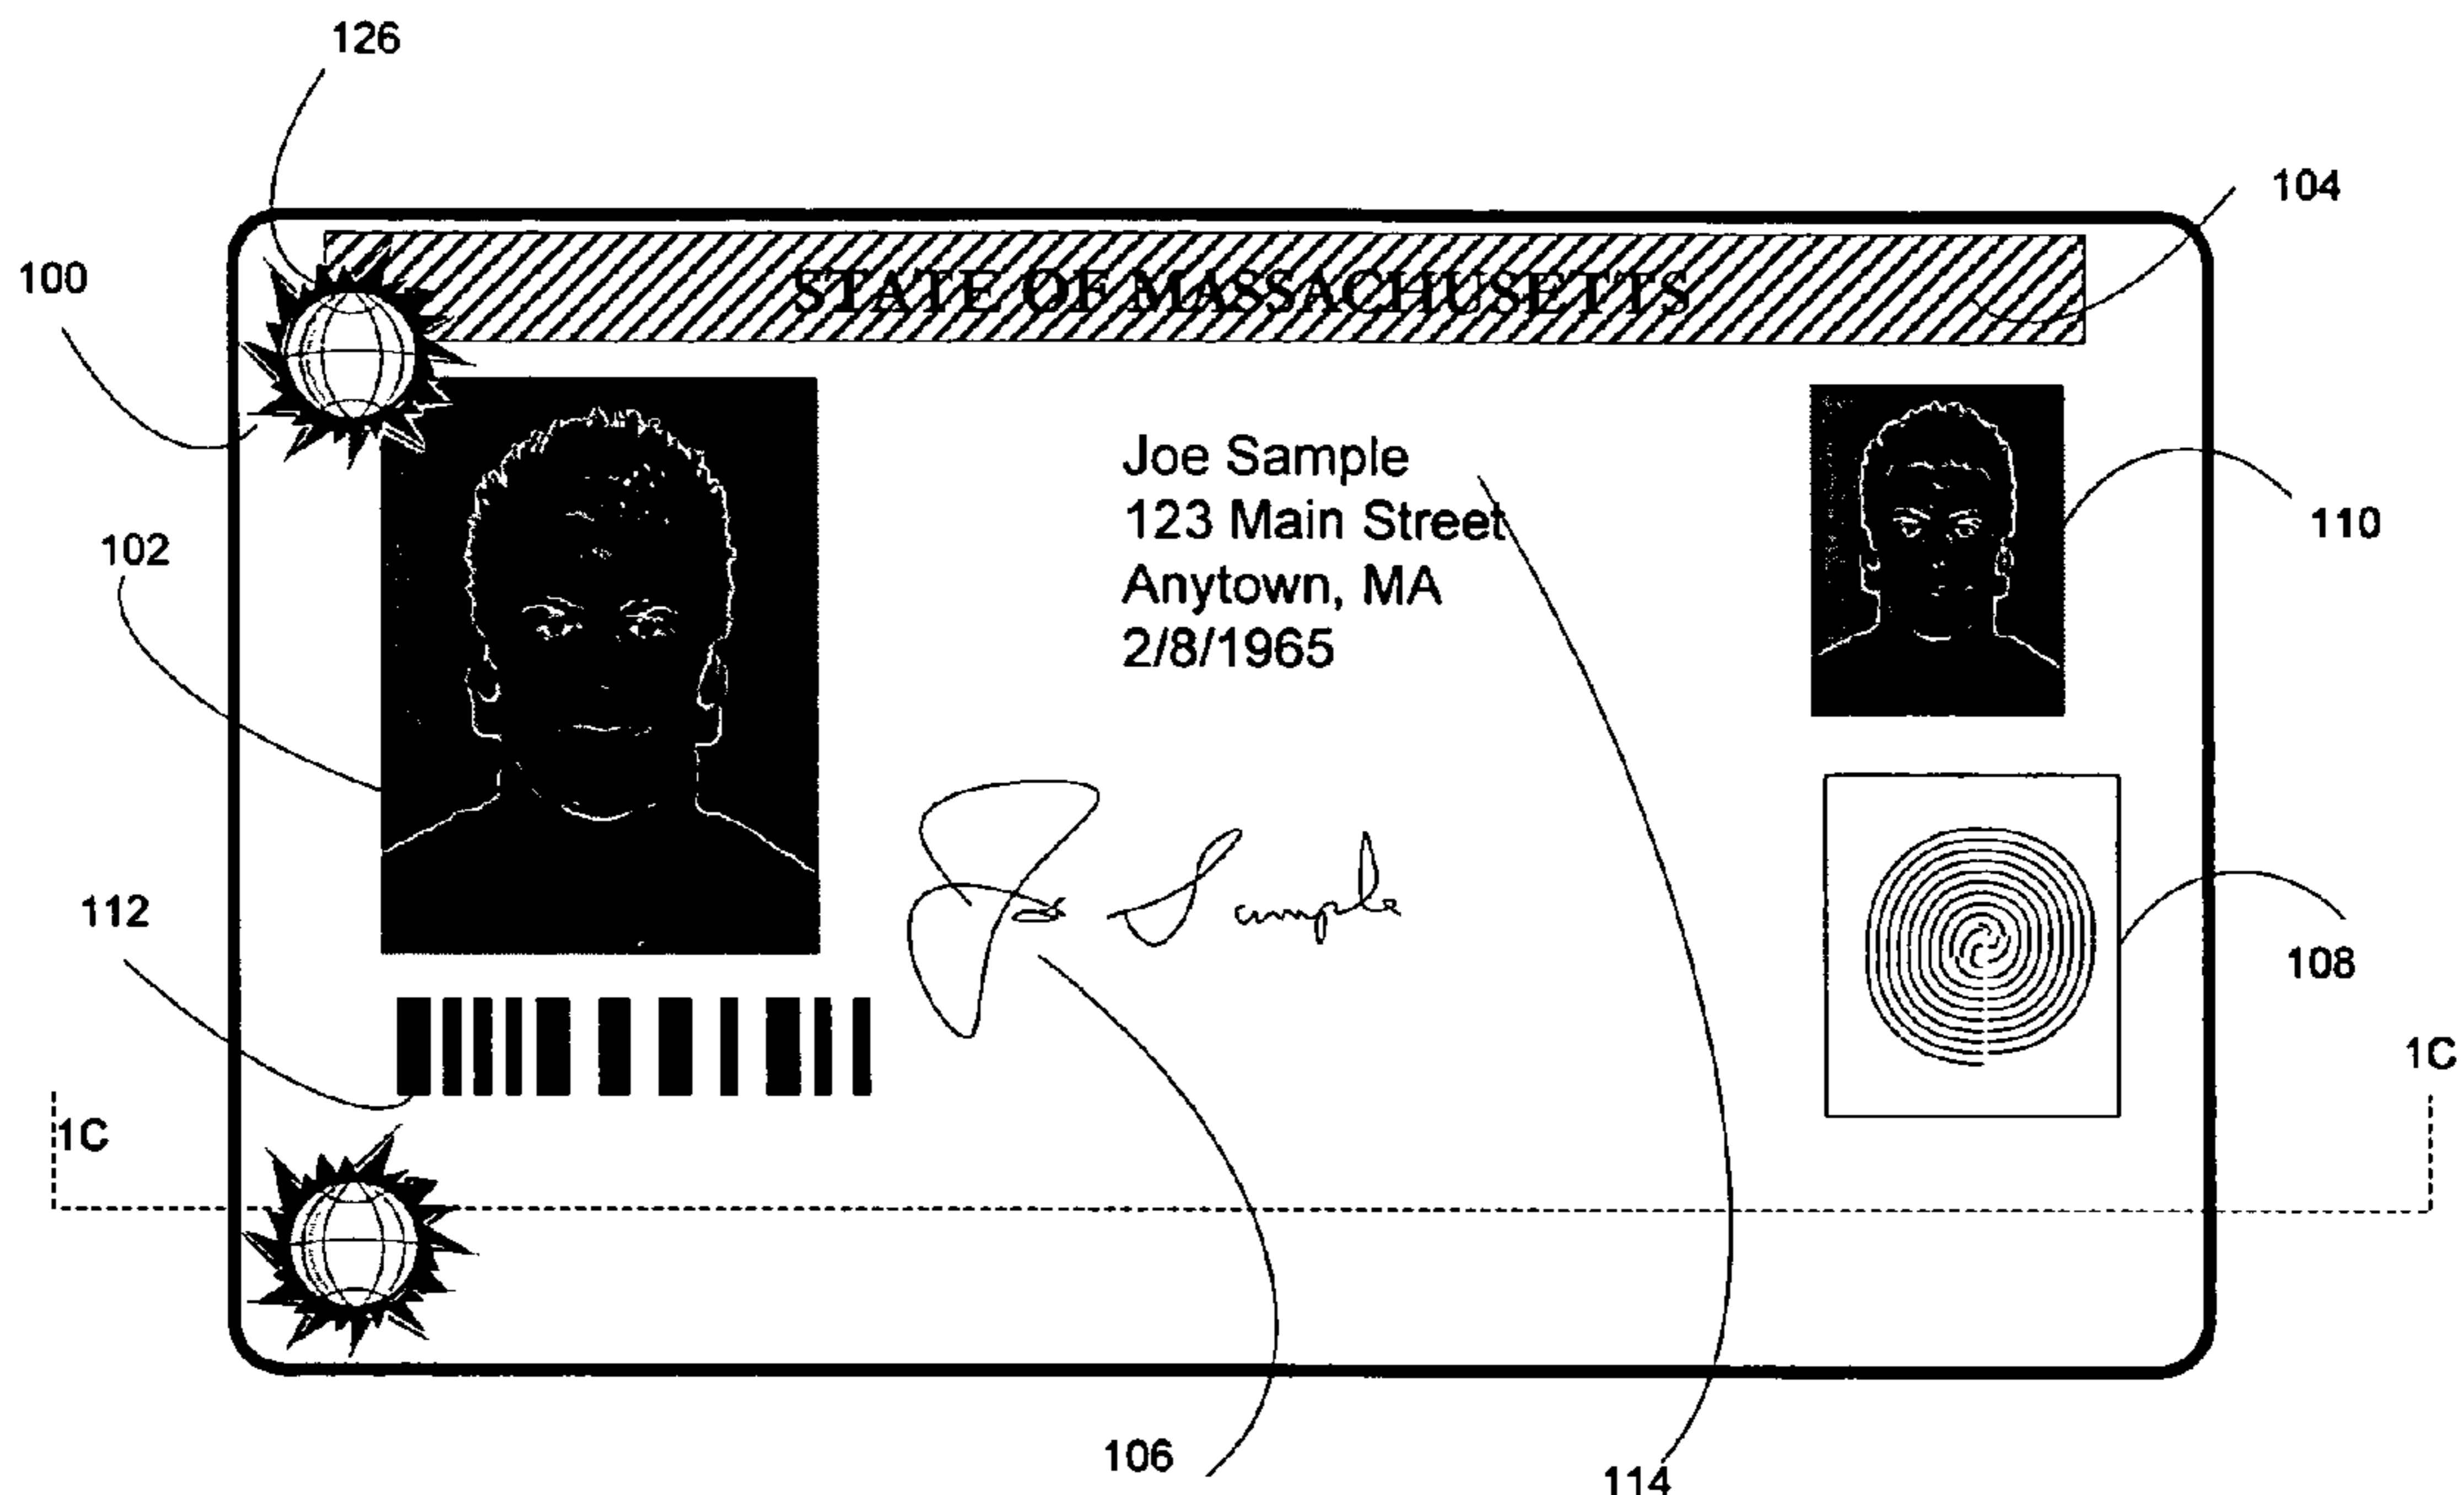 126
104
STATE OF MASSACHUSETTS
100
Joe Sample
123 Main Street
Anytown, MA
2/8/1965
110
102
Joe Sample
112
108
1C
1C
106
114